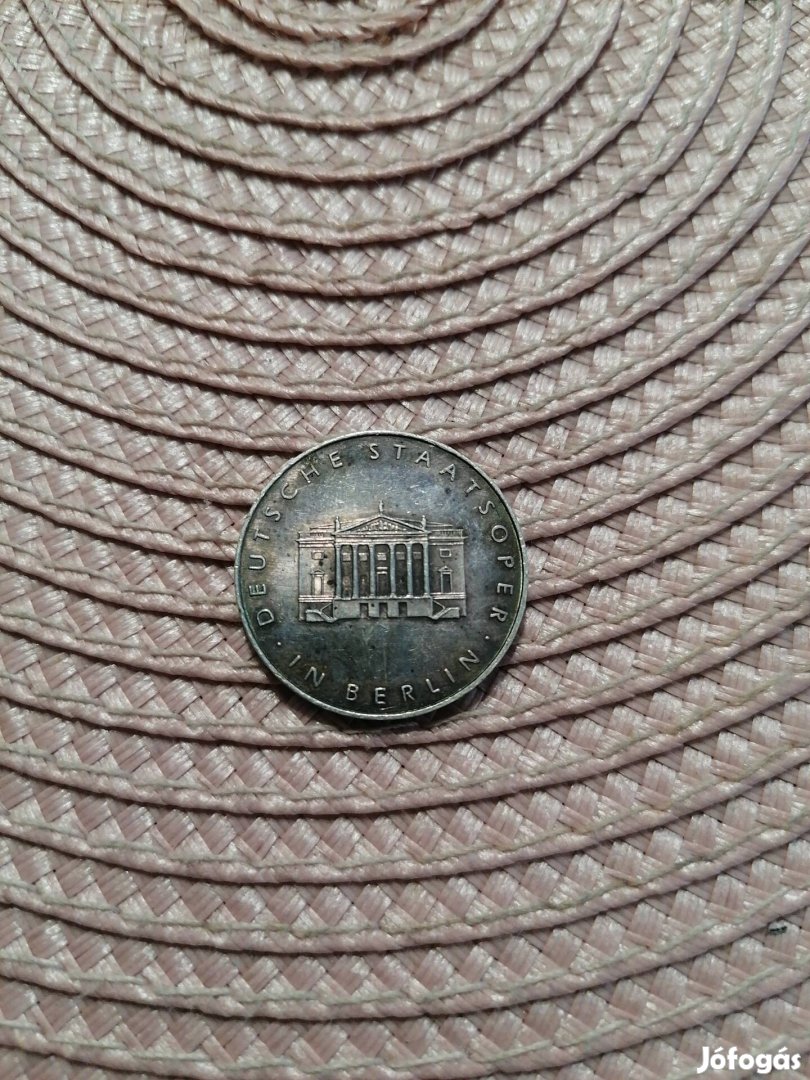 DEUTSCHE STAATSOPER
· IN BERLIN ·
Jófogás